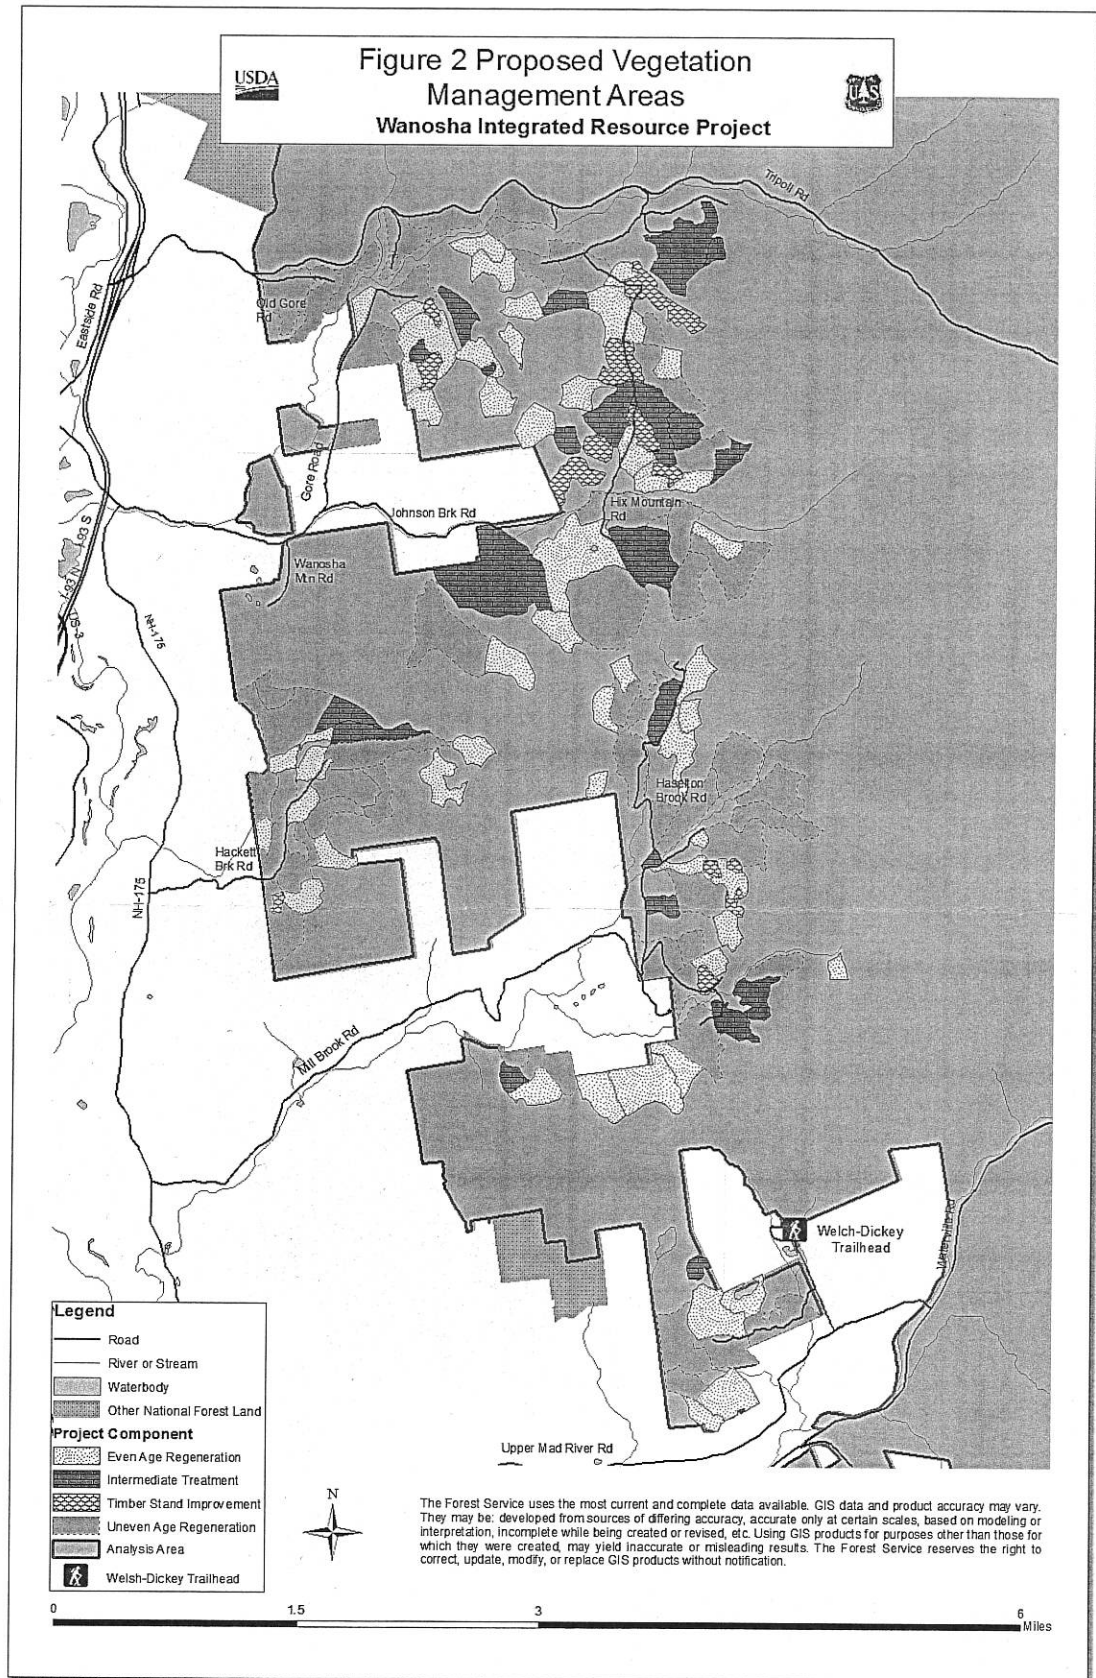 USDA
Figure 2 Proposed Vegetation
Management Areas
Wanosha Integrated Resource Project
UAS
Tripoli Rd
Eastside Rd
Old Gore
Rd
Gore Road
Johnson Brk Rd
Hix Mountain
Rd
I-93 S
I-93 N
US-3
Wanosha
Mtn Rd
NH-175
Haselton
Brook Rd
Hackett
Brk Rd
NH-175
Mill Brook Rd
Welch-Dickey
Trailhead
Waterville Rd
Upper Mad River Rd
Legend
Road
River or Stream
Waterbody
Other National Forest Land
Project Component
Even Age Regeneration
Intermediate Treatment
Timber Stand Improvement
Uneven Age Regeneration
Analysis Area
Welsh-Dickey Trailhead
N
The Forest Service uses the most current and complete data available. GIS data and product accuracy may vary.
They may be: developed from sources of differing accuracy, accurate only at certain scales, based on modeling or
interpretation, incomplete while being created or revised, etc. Using GIS products for purposes other than those for
which they were created, may yield inaccurate or misleading results. The Forest Service reserves the right to
correct, update, modify, or replace GIS products without notification.
0 1.5 3 6
Miles